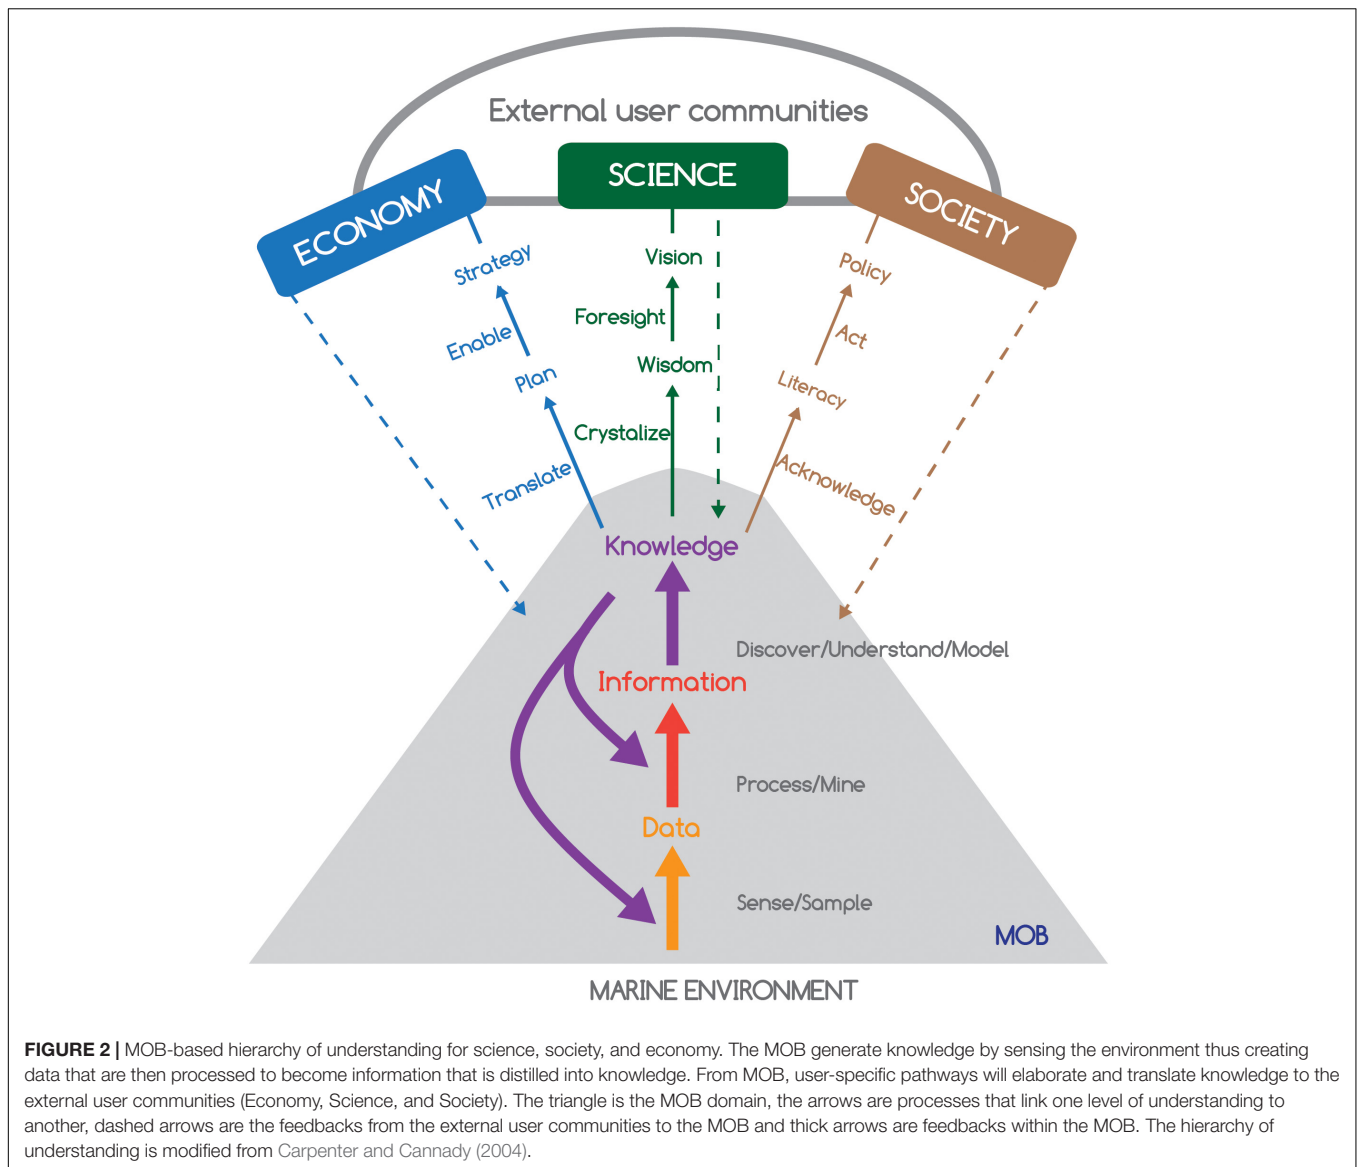 External user communities
ECONOMY
SCIENCE
SOCIETY
Strategy
Enable
Plan
Translate
Vision
Foresight
Wisdom
Crystalize
Policy
Act
Literacy
Acknowledge
Knowledge
Discover/Understand/Model
Information
Process/Mine
Data
Sense/Sample
MOB
MARINE ENVIRONMENT
FIGURE 2 | MOB-based hierarchy of understanding for science, society, and economy. The MOB generate knowledge by sensing the environment thus creating
data that are then processed to become information that is distilled into knowledge. From MOB, user-specific pathways will elaborate and translate knowledge to the
external user communities (Economy, Science, and Society). The triangle is the MOB domain, the arrows are processes that link one level of understanding to
another, dashed arrows are the feedbacks from the external user communities to the MOB and thick arrows are feedbacks within the MOB. The hierarchy of
understanding is modified from Carpenter and Cannady (2004).